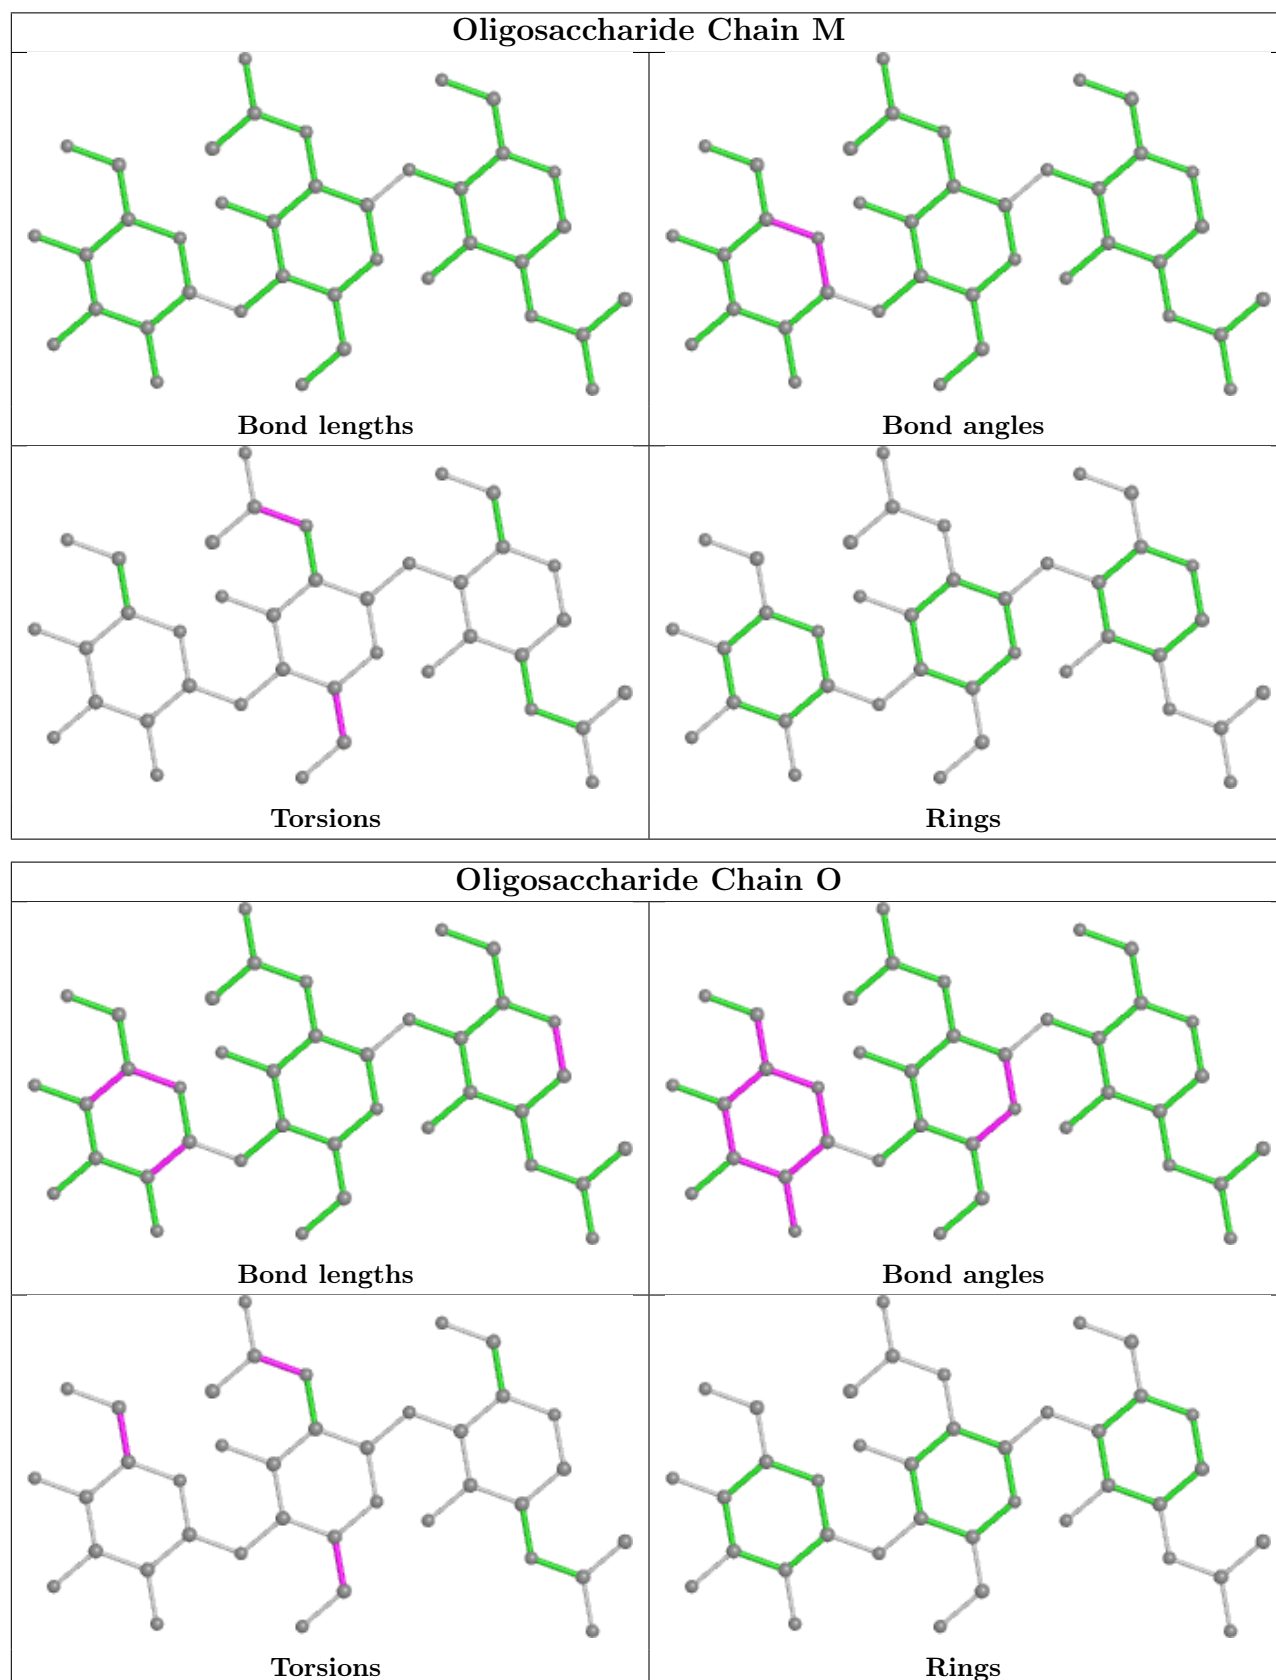 Oligosaccharide Chain M
Bond lengths
Bond angles
Torsions
Rings
Oligosaccharide Chain O
Bond lengths
Bond angles
Torsions
Rings